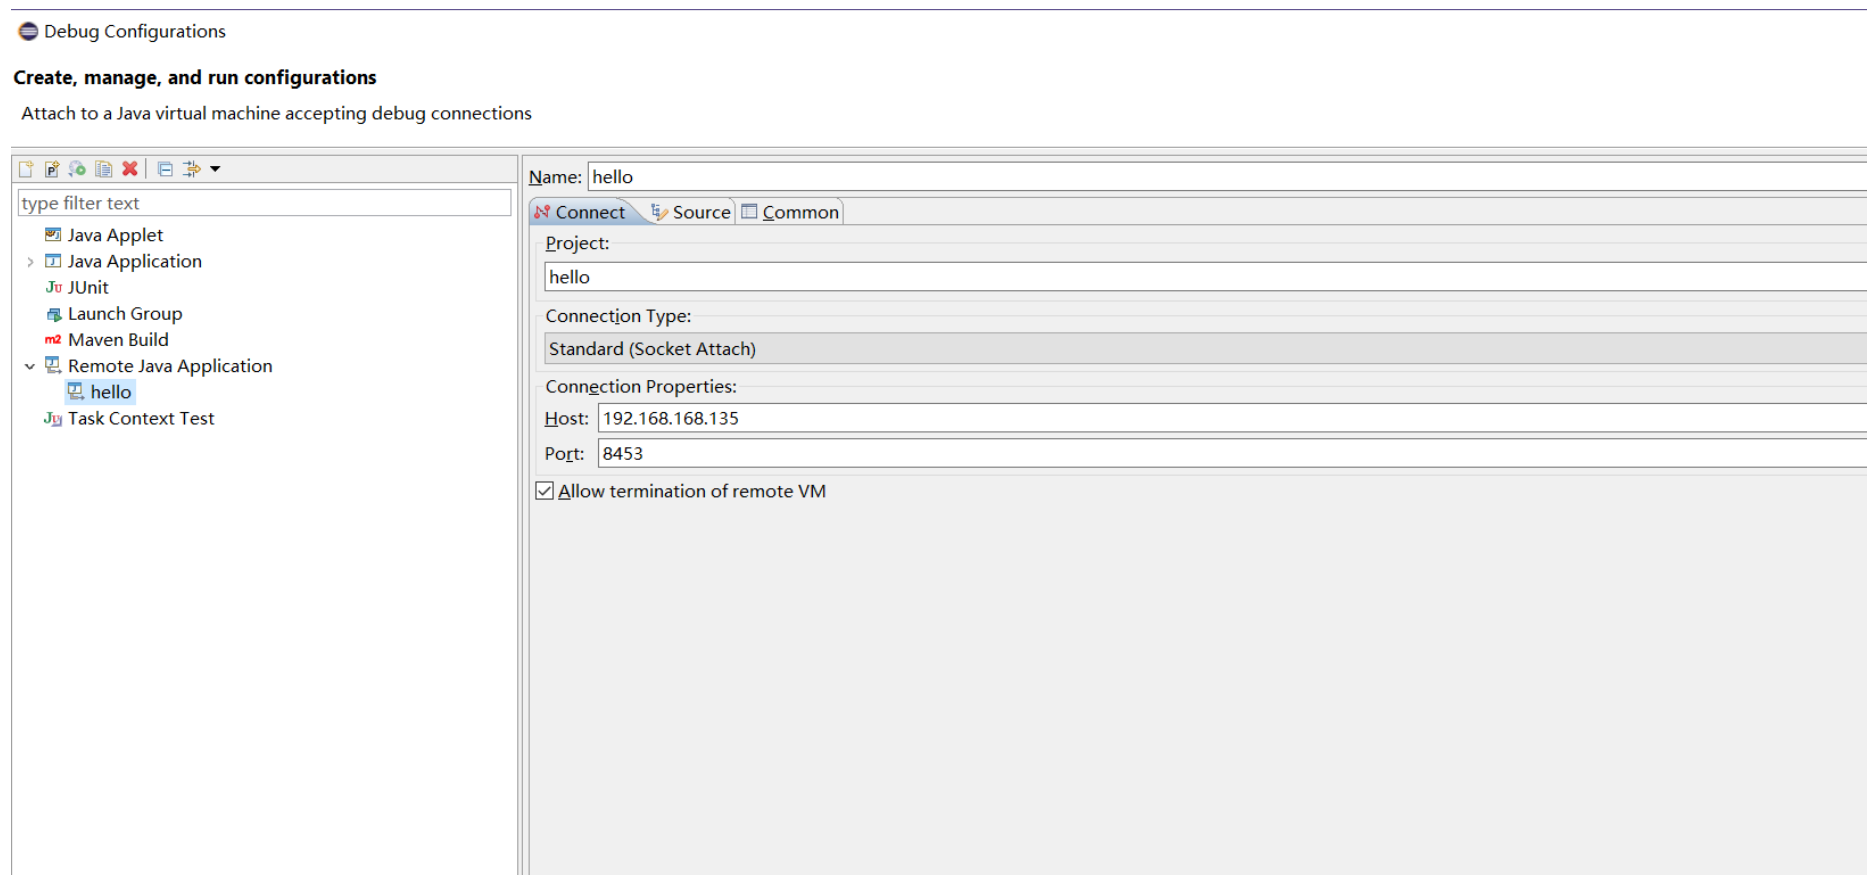 Debug Configurations
Create, manage, and run configurations
Attach to a Java virtual machine accepting debug connections
type filter text
Java Applet
Java Application
JUnit
Launch Group
Maven Build
Remote Java Application
hello
Task Context Test
Name: hello
Connect Source Common
Project:
hello
Connection Type:
Standard (Socket Attach)
Connection Properties:
Host: 192.168.168.135
Port: 8453
Allow termination of remote VM